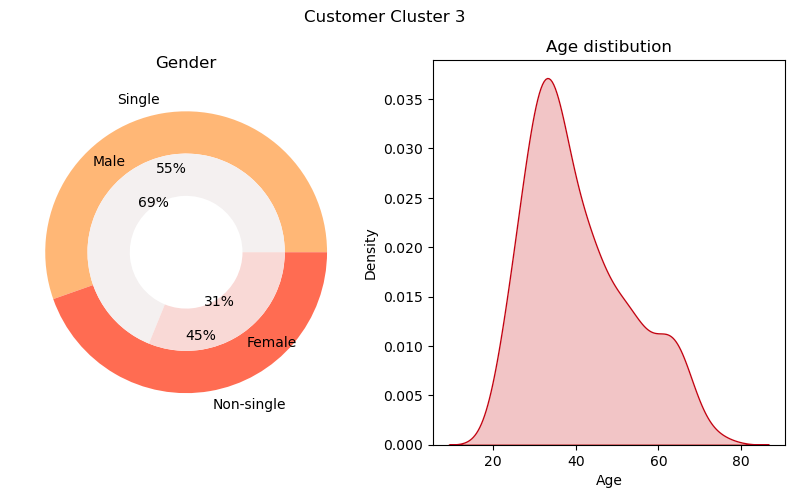 Customer Cluster 3
Gender
Single
Male
55%
69%
31%
45%
Female
Non-single
Age distibution
0.035
0.030
0.025
0.020
0.015
0.010
0.005
0.000
Density
20 40 60 80
Age